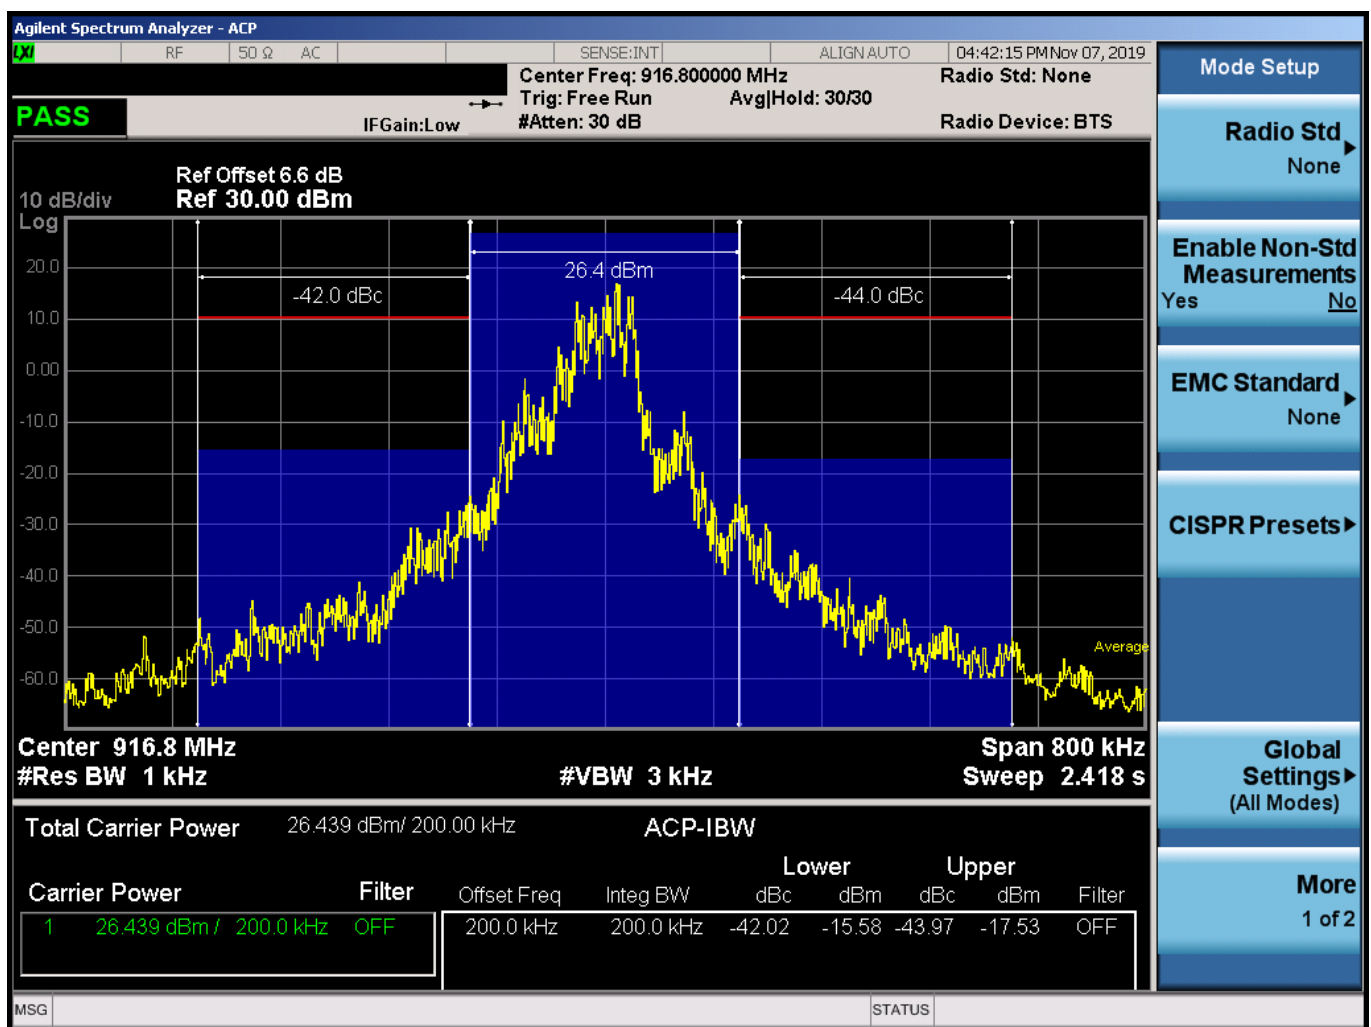 Agilent Spectrum Analyzer - ACP
LXI RF 50 Ω AC SENSE:INT ALIGN AUTO 04:42:15 PM Nov 07, 2019
Center Freq: 916.800000 MHz Radio Std: None
Trig: Free Run Avg|Hold: 30/30
PASS IFGain:Low #Atten: 30 dB Radio Device: BTS
Ref Offset 6.6 dB
10 dB/div Ref 30.00 dBm
Log
20.0
10.0
0.00
-10.0
-20.0
-30.0
-40.0
-50.0
-60.0
26.4 dBm
-42.0 dBc -44.0 dBc
Average
Center 916.8 MHz Span 800 kHz
#Res BW 1 kHz #VBW 3 kHz Sweep 2.418 s
Total Carrier Power 26.439 dBm/ 200.00 kHz ACP-IBW
Lower Upper
Carrier Power Filter Offset Freq Integ BW dBc dBm dBc dBm Filter
1 26.439 dBm / 200.0 kHz OFF 200.0 kHz 200.0 kHz -42.02 -15.58 -43.97 -17.53 OFF
MSG STATUS
Mode Setup
Radio Std
None
Enable Non-Std
Measurements
Yes No
EMC Standard
None
CISPR Presets
Global
Settings
(All Modes)
More
1 of 2